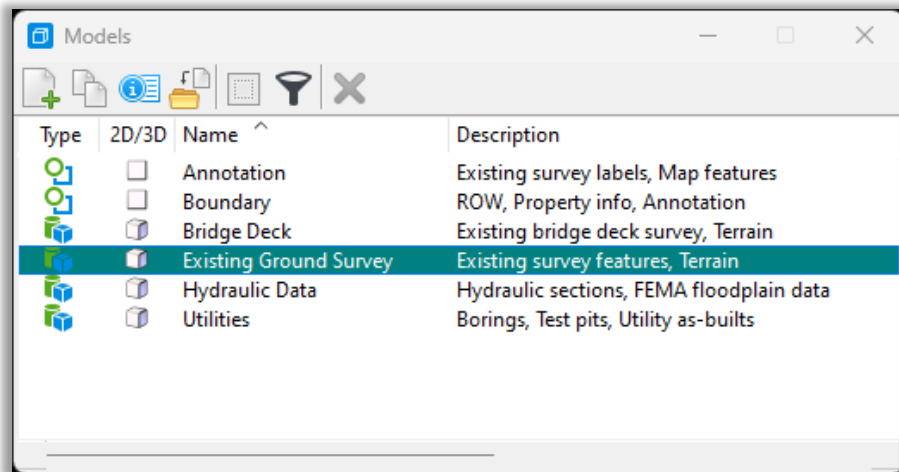 Models
Type 2D/3D Name Description
Annotation Existing survey labels, Map features
Boundary ROW, Property info, Annotation
Bridge Deck Existing bridge deck survey, Terrain
Existing Ground Survey Existing survey features, Terrain
Hydraulic Data Hydraulic sections, FEMA floodplain data
Utilities Borings, Test pits, Utility as-builts